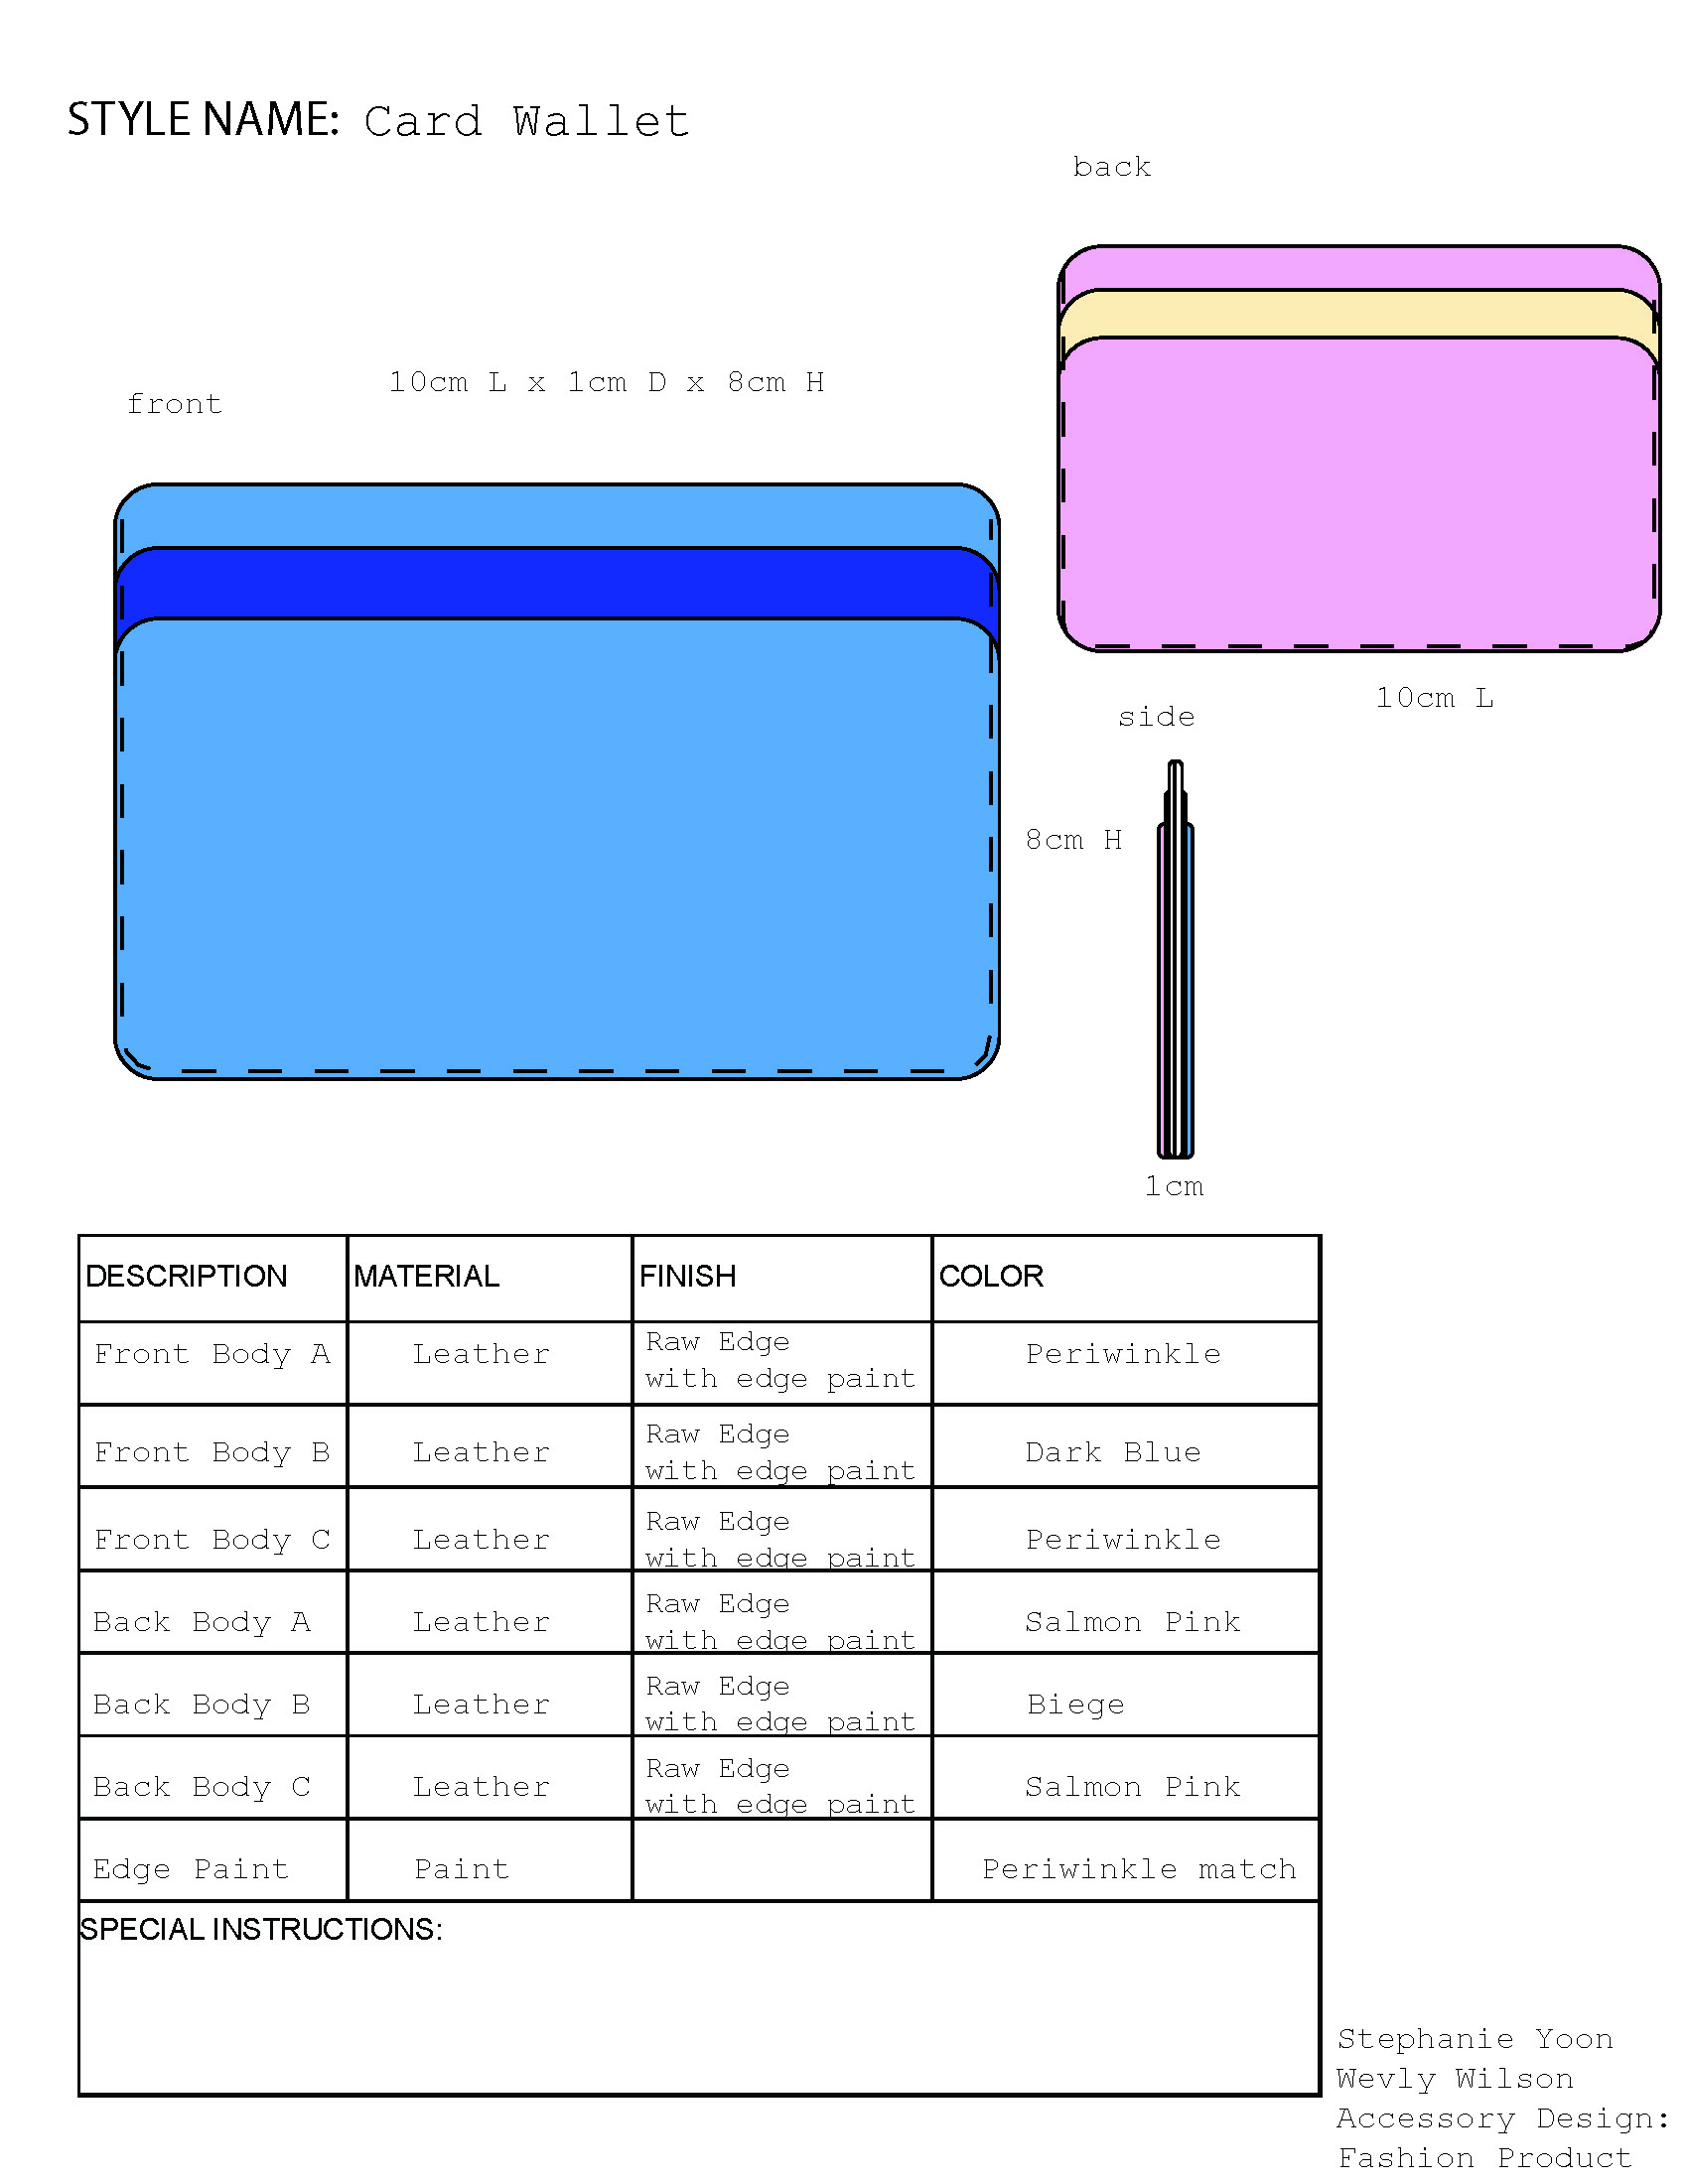 STYLE NAME: Card Wallet
back
10cm L x 1cm D x 8cm H
front
10cm L
side
8cm H
1cm
DESCRIPTION MATERIAL FINISH COLOR
Front Body A Leather Raw Edge with edge paint Periwinkle
Front Body B Leather Raw Edge with edge paint Dark Blue
Front Body C Leather Raw Edge with edge paint Periwinkle
Back Body A Leather Raw Edge with edge paint Salmon Pink
Back Body B Leather Raw Edge with edge paint Biege
Back Body C Leather Raw Edge with edge paint Salmon Pink
Edge Paint Paint Periwinkle match
SPECIAL INSTRUCTIONS:
Stephanie Yoon
Wevly Wilson
Accessory Design:
Fashion Product